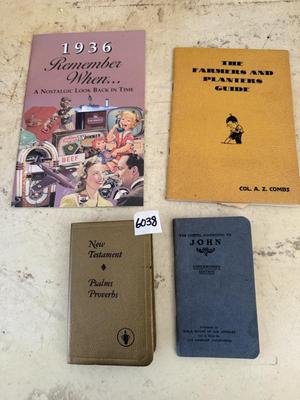 1936
Remember
When...
A NOSTALGIC LOOK BACK IN TIME
BEEF
THE
FARMERS AND
PLANTERS
GUIDE
COL. A. Z. COMBS
6038
New
Testament
Psalms
Proverbs
THE GOSPEL ACCORDING TO
JOHN